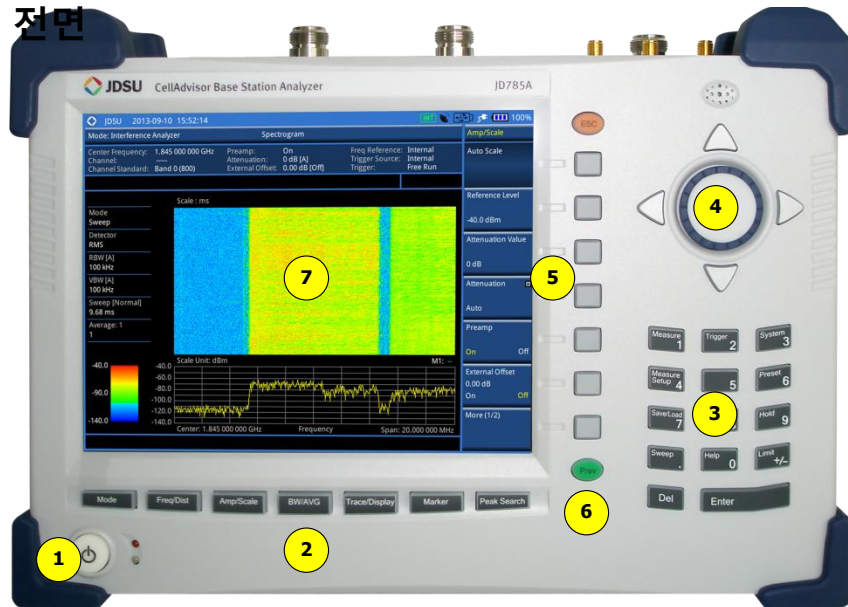 전면
JDSU CellAdvisor Base Station Analyzer JD785A
JDSU 2013-09-10 15:52:14 INT 100%
Mode: Interference Analyzer Spectrogram Amp/Scale
Center Frequency: 1.845 000 000 GHz Preamp: On Freq Reference: Internal
Channel: ----- Attenuation: 0 dB [A] Trigger Source: Internal
Channel Standard: Band 0 (800) External Offset: 0.00 dB [Off] Trigger: Free Run
Auto Scale
Scale : ms
Reference Level
-40.0 dBm
Mode
Sweep
Detector
RMS
RBW [A]
100 kHz
VBW [A]
100 kHz
Sweep [Normal]
9.68 ms
Average: 1
1
Attenuation Value
0 dB
Attenuation
Auto
Preamp
On Off
External Offset
0.00 dB
On Off
More (1/2)
Scale Unit: dBm M1: --
-40.0
-90.0
-140.0
-40.0
-60.0
-80.0
-100.0
-120.0
-140.0
Center: 1.845 000 000 GHz Frequency Span: 20.000 000 MHz
ESC
Prev
Measure 1
Trigger 2
System 3
Measure Setup 4
5
Preset 6
Save/Load 7
Hold 9
Sweep .
Help 0
Limit +/-
Del
Enter
Mode
Freq/Dist
Amp/Scale
BW/AVG
Trace/Display
Marker
Peak Search
1
2
3
4
5
6
7